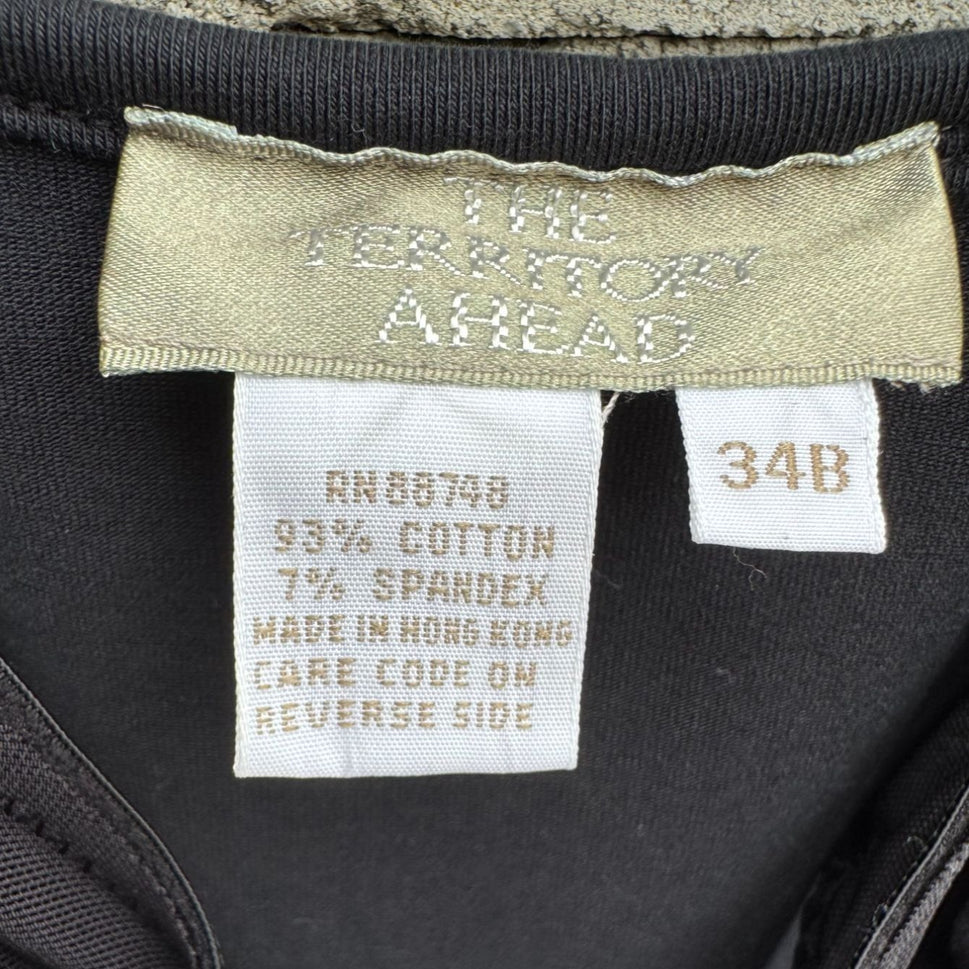 THE
TERRITORY
AHEAD
RN88748
93% COTTON
7% SPANDEX
MADE IN HONG KONG
CARE CODE ON
REVERSE SIDE
34B